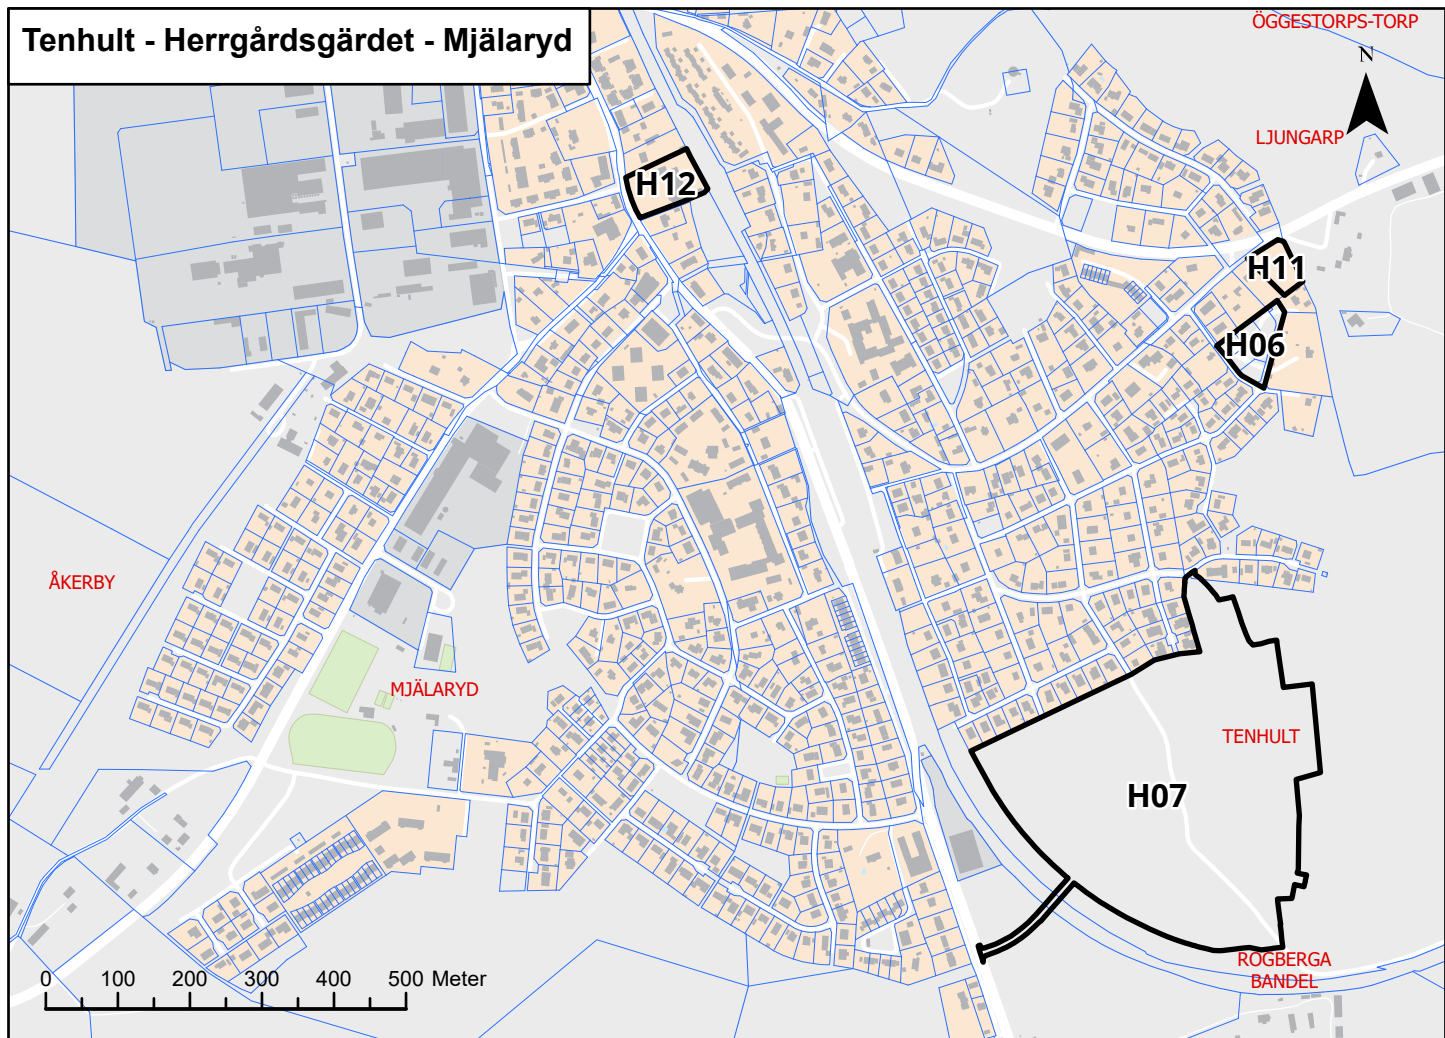 Tenhult - Herrgårdsgärdet - Mjälaryd
ÖGGESTORPS-TORP
N
LJUNGARP
H12
H11
H06
ÅKERBY
MJÄLARYD
TENHULT
H07
ROGBERGA
BANDEL
0 100 200 300 400 500 Meter